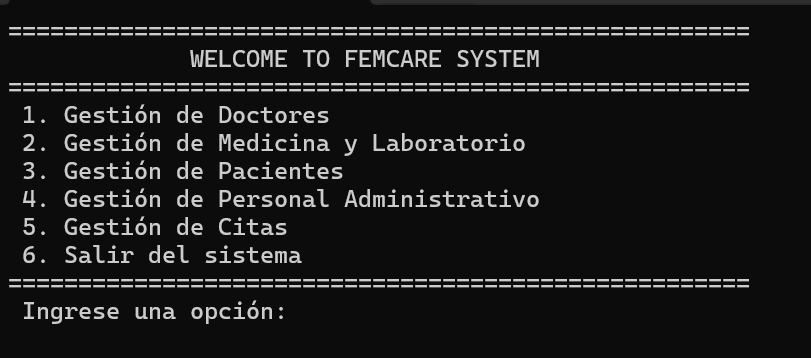 =====================================================
WELCOME TO FEMCARE SYSTEM
=====================================================
1. Gestión de Doctores
2. Gestión de Medicina y Laboratorio
3. Gestión de Pacientes
4. Gestión de Personal Administrativo
5. Gestión de Citas
6. Salir del sistema
=====================================================
Ingrese una opción: